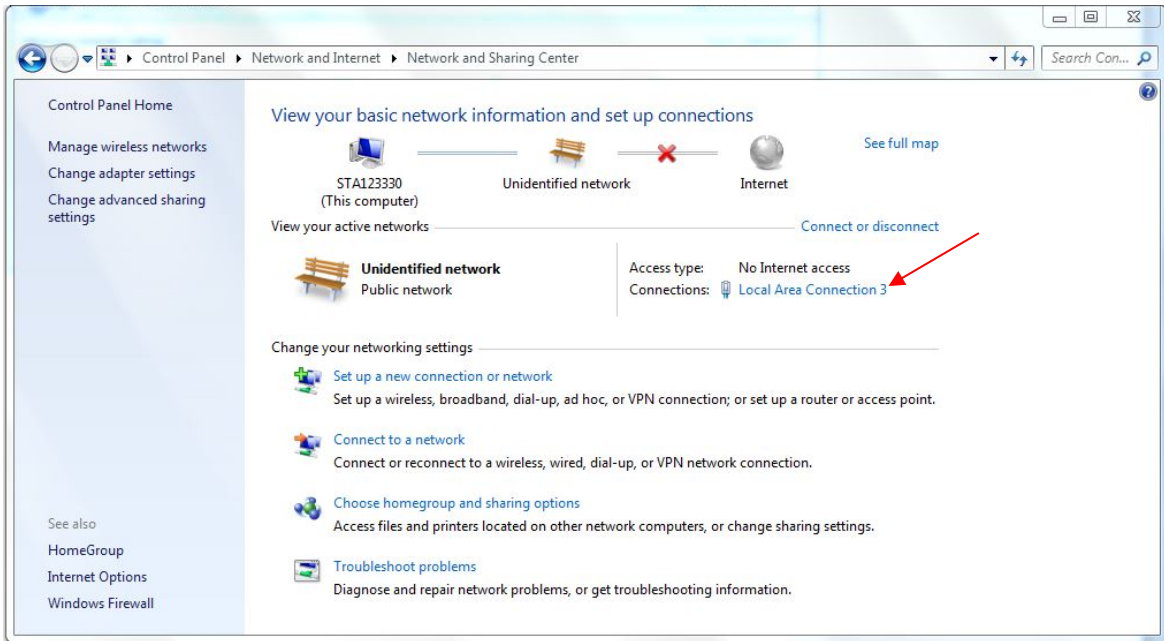 Control Panel ▸ Network and Internet ▸ Network and Sharing Center
Search Con...
Control Panel Home
Manage wireless networks
Change adapter settings
Change advanced sharing
settings
See also
HomeGroup
Internet Options
Windows Firewall
View your basic network information and set up connections
See full map
STA123330
(This computer)
Unidentified network
Internet
View your active networks
Connect or disconnect
Unidentified network
Public network
Access type: No Internet access
Connections: Local Area Connection 3
Change your networking settings
Set up a new connection or network
Set up a wireless, broadband, dial-up, ad hoc, or VPN connection; or set up a router or access point.
Connect to a network
Connect or reconnect to a wireless, wired, dial-up, or VPN network connection.
Choose homegroup and sharing options
Access files and printers located on other network computers, or change sharing settings.
Troubleshoot problems
Diagnose and repair network problems, or get troubleshooting information.